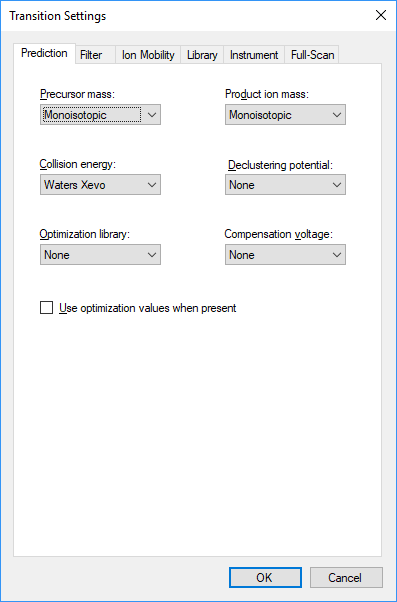 Transition Settings
Prediction Filter Ion Mobility Library Instrument Full-Scan
Precursor mass: Product ion mass:
Monoisotopic Monoisotopic
Collision energy: Declustering potential:
Waters Xevo None
Optimization library: Compensation voltage:
None None
Use optimization values when present
OK Cancel